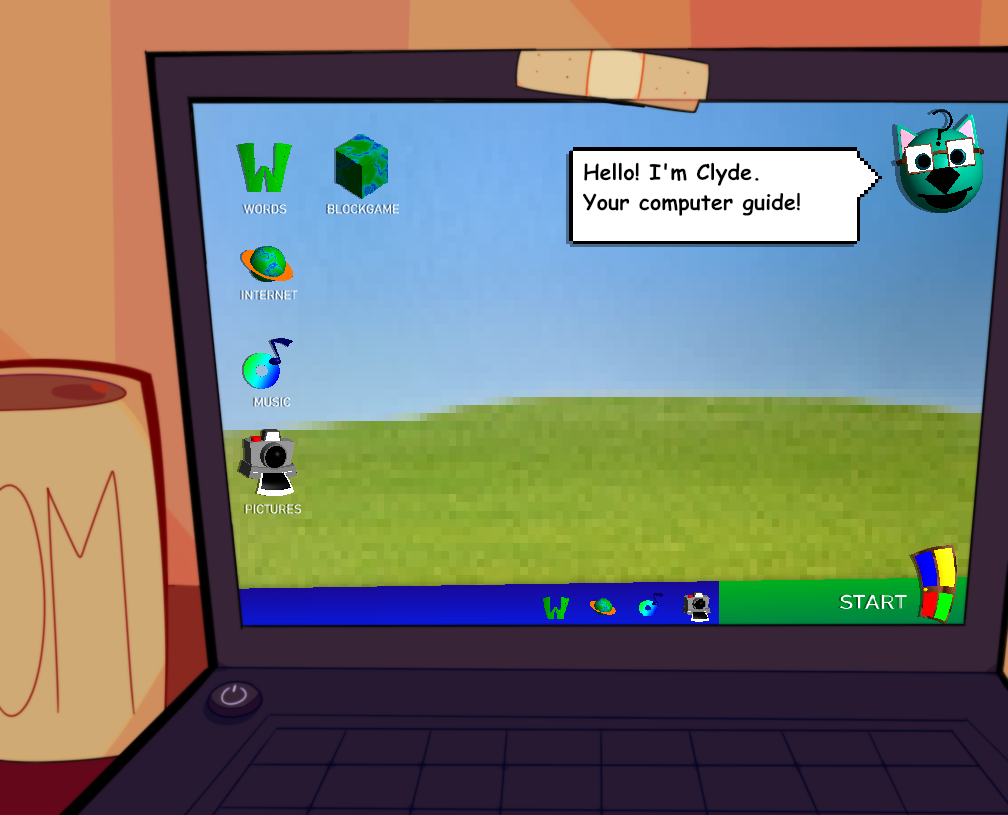 WORDS
BLOCKGAME
Hello! I'm Clyde.
Your computer guide!
INTERNET
MUSIC
PICTURES
START
OM